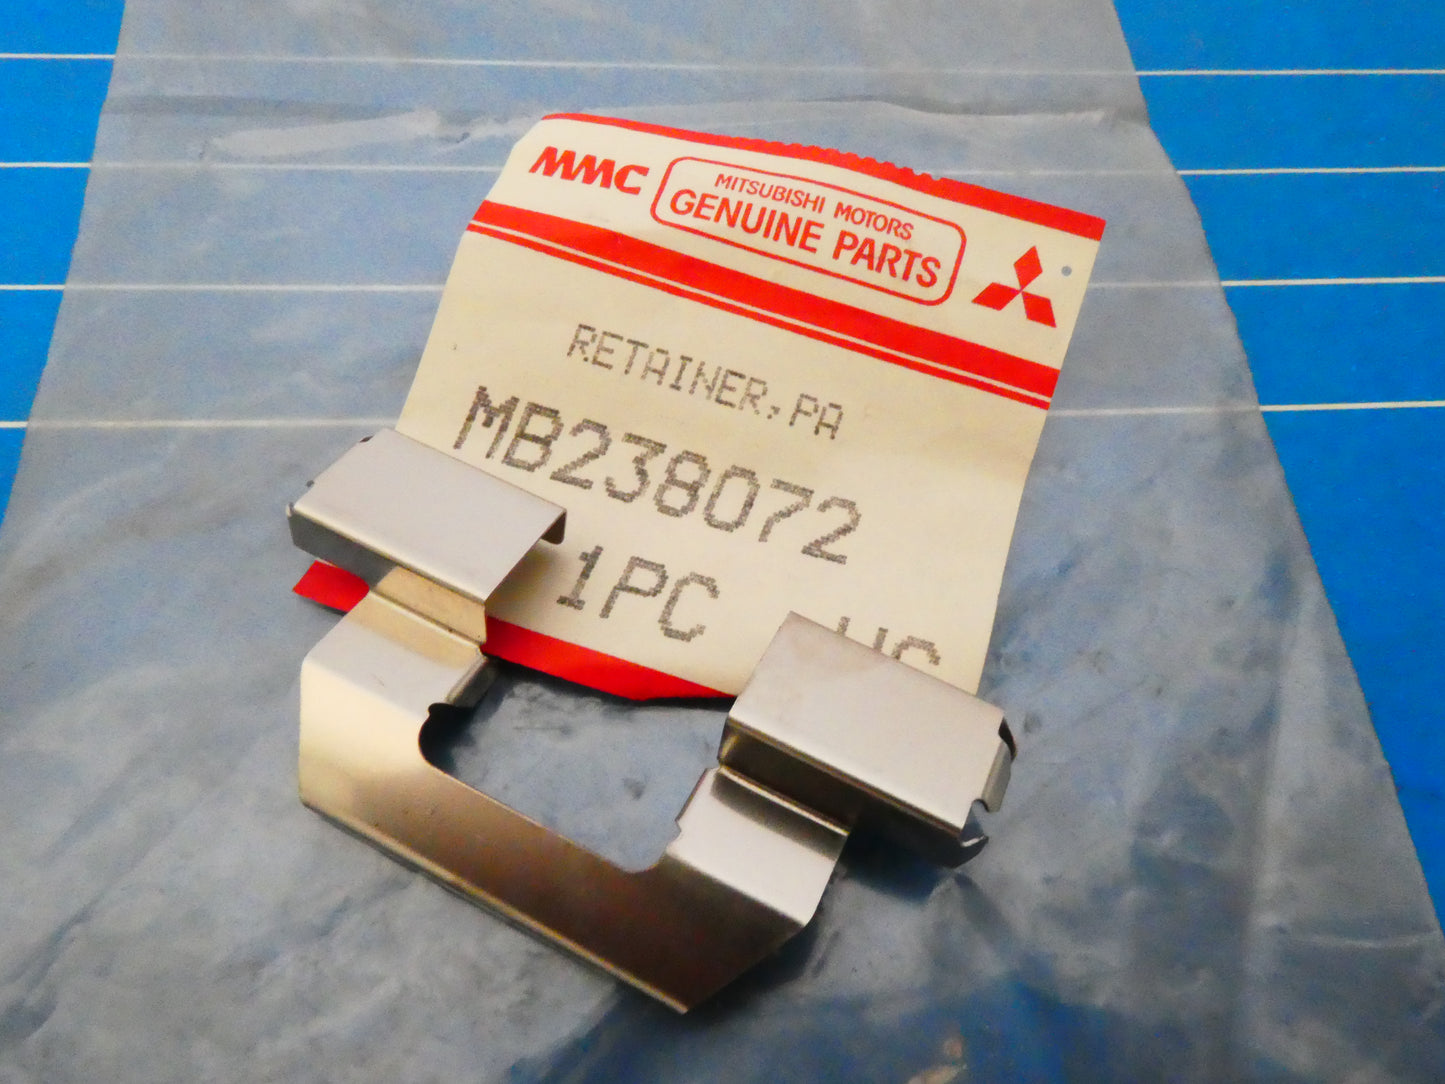 MMC
MITSUBISHI MOTORS
GENUINE PARTS
RETAINER,PA
MB238072
1PC